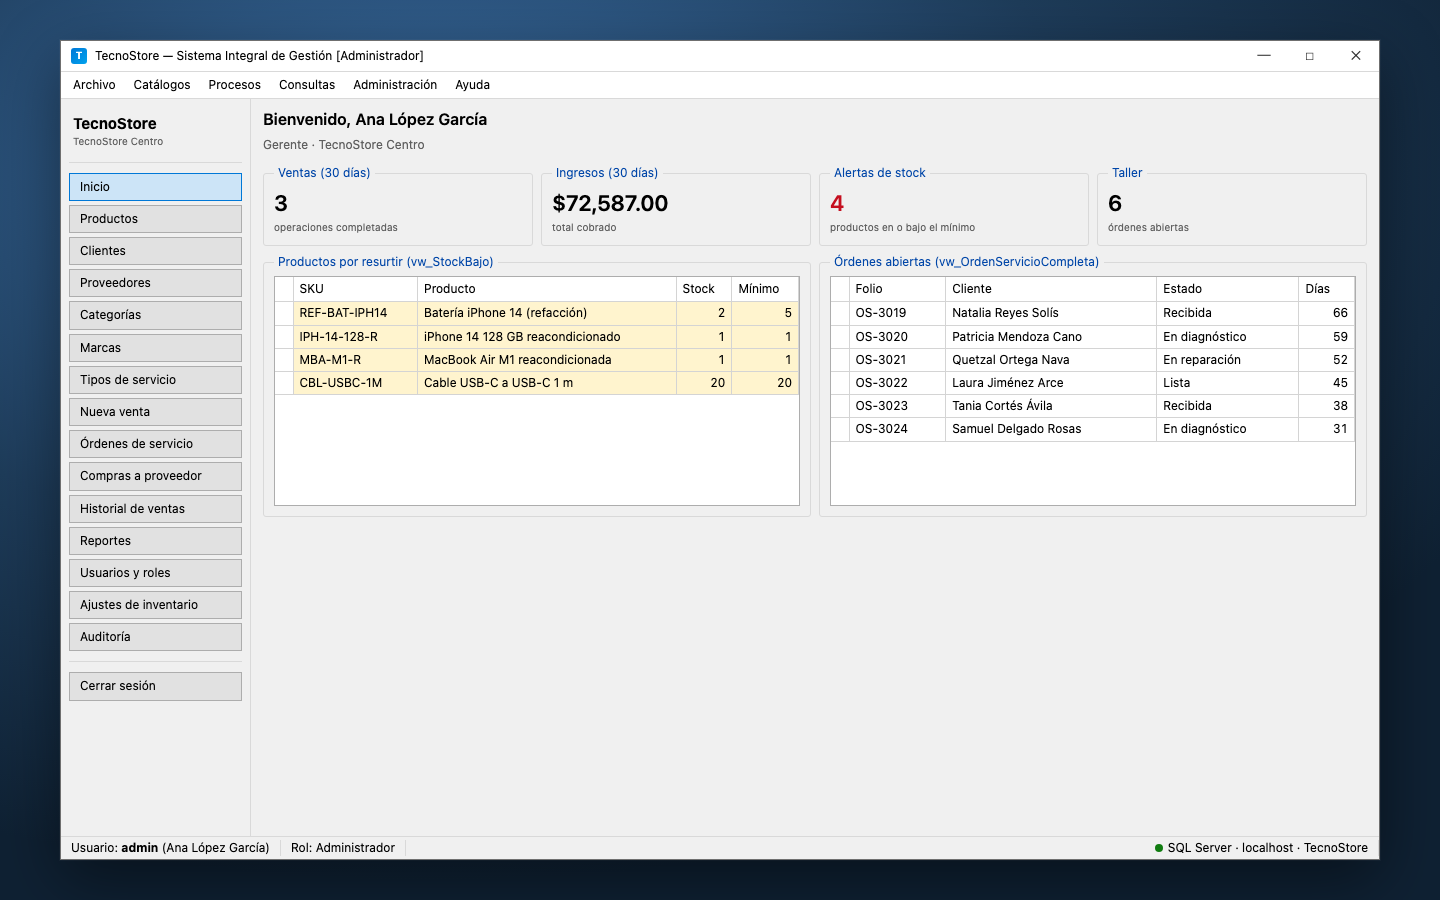 T TecnoStore — Sistema Integral de Gestión [Administrador]
Archivo Catálogos Procesos Consultas Administración Ayuda
TecnoStore
TecnoStore Centro
Inicio
Productos
Clientes
Proveedores
Categorías
Marcas
Tipos de servicio
Nueva venta
Órdenes de servicio
Compras a proveedor
Historial de ventas
Reportes
Usuarios y roles
Ajustes de inventario
Auditoría
Cerrar sesión
Bienvenido, Ana López García
Gerente · TecnoStore Centro
Ventas (30 días)
3
operaciones completadas
Ingresos (30 días)
$72,587.00
total cobrado
Alertas de stock
4
productos en o bajo el mínimo
Taller
6
órdenes abiertas
Productos por resurtir (vw_StockBajo)
SKU Producto Stock Mínimo
REF-BAT-IPH14 Batería iPhone 14 (refacción) 2 5
IPH-14-128-R iPhone 14 128 GB reacondicionado 1 1
MBA-M1-R MacBook Air M1 reacondicionada 1 1
CBL-USBC-1M Cable USB-C a USB-C 1 m 20 20
Órdenes abiertas (vw_OrdenServicioCompleta)
Folio Cliente Estado Días
OS-3019 Natalia Reyes Solís Recibida 66
OS-3020 Patricia Mendoza Cano En diagnóstico 59
OS-3021 Quetzal Ortega Nava En reparación 52
OS-3022 Laura Jiménez Arce Lista 45
OS-3023 Tania Cortés Ávila Recibida 38
OS-3024 Samuel Delgado Rosas En diagnóstico 31
Usuario: admin (Ana López García) Rol: Administrador SQL Server · localhost · TecnoStore